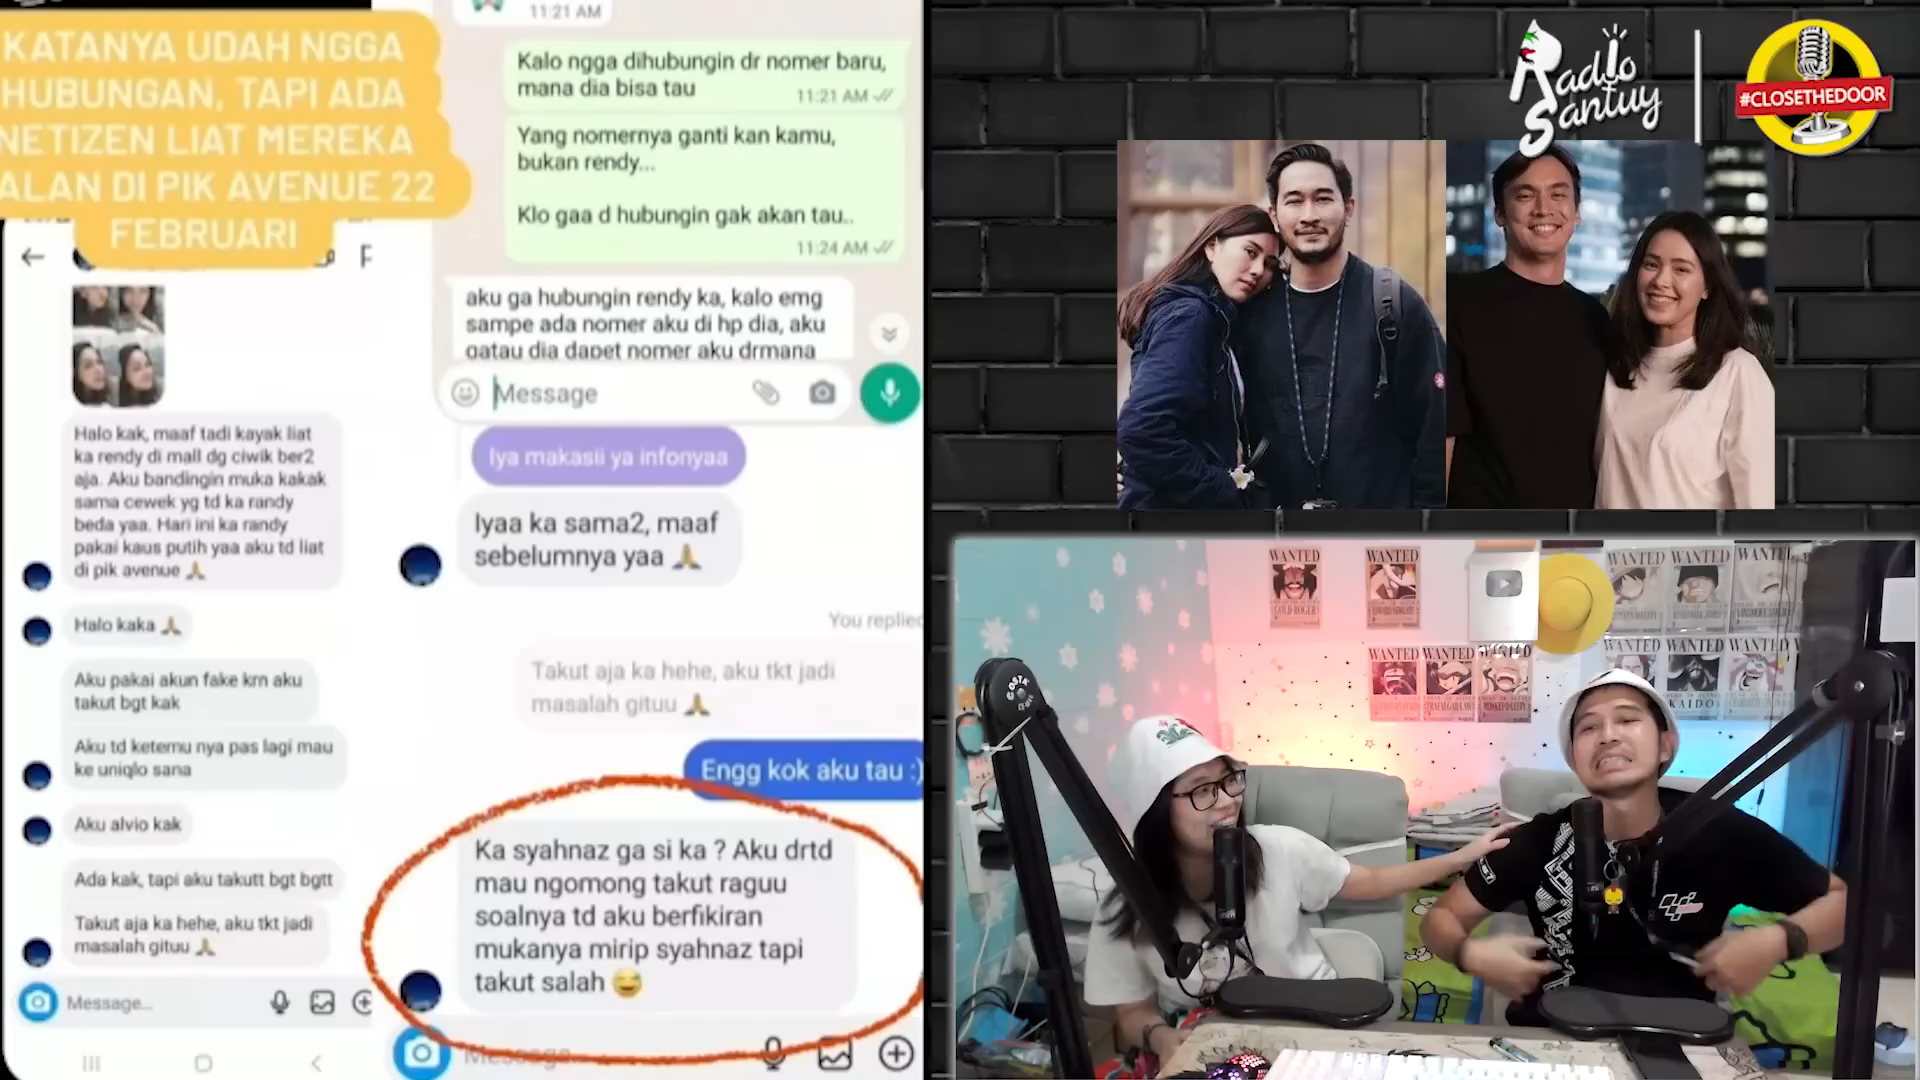 KATANYA UDAH NGGA
HUBUNGAN, TAPI ADA
NETIZEN LIAT MEREKA
ALAN DI PIK AVENUE 22
FEBRUARI
Halo kak, maaf tadi kayak liat
ka rendy di mall dg ciwik ber2
aja. Aku bandingin muka kakak
sama cewek yg td ka randy
beda yaa. Hari ini ka randy
pakai kaus putih yaa aku td liat
di pik avenue 🙏
Halo kaka 🙏
Aku pakai akun fake krn aku
takut bgt kak
Aku td ketemu nya pas lagi mau
ke uniqlo sana
Aku alvio kak
Ada kak, tapi aku takutt bgt bgtt
Takut aja ka hehe, aku tkt jadi
masalah gituu 🙏
Message...
11:21 AM
Kalo ngga dihubungin dr nomer baru,
mana dia bisa tau
11:21 AM
Yang nomernya ganti kan kamu,
bukan rendy...
Klo gaa d hubungin gak akan tau..
11:24 AM
aku ga hubungin rendy ka, kalo emg
sampe ada nomer aku di hp dia, aku
gatau dia dapet nomer aku drmana
Message
Iya makasii ya infonyaa
Iyaa ka sama2, maaf
sebelumnya yaa 🙏
You replied
Takut aja ka hehe, aku tkt jadi
masalah gituu 🙏
Engg kok aku tau :)
Ka syahnaz ga si ka ? Aku drtd
mau ngomong takut raguu
soalnya td aku berfikiran
mukanya mirip syahnaz tapi
takut salah 😅
Message...
Radio
Santuy
#CLOSETHEDOOR
WANTED
GOLD ROGER
WANTED
WANTED
WANTED
WANTED
TRAFALGAR LAW
MONKEY D. LUFFY
WANTED
WANTED
WANTED
WANTED
WANTED
WANTED
KAIDO